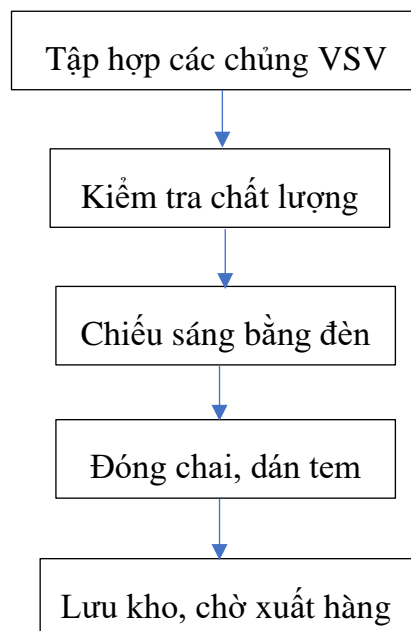 Tập hợp các chủng VSV
Kiểm tra chất lượng
Chiếu sáng bằng đèn
Đóng chai, dán tem
Lưu kho, chờ xuất hàng